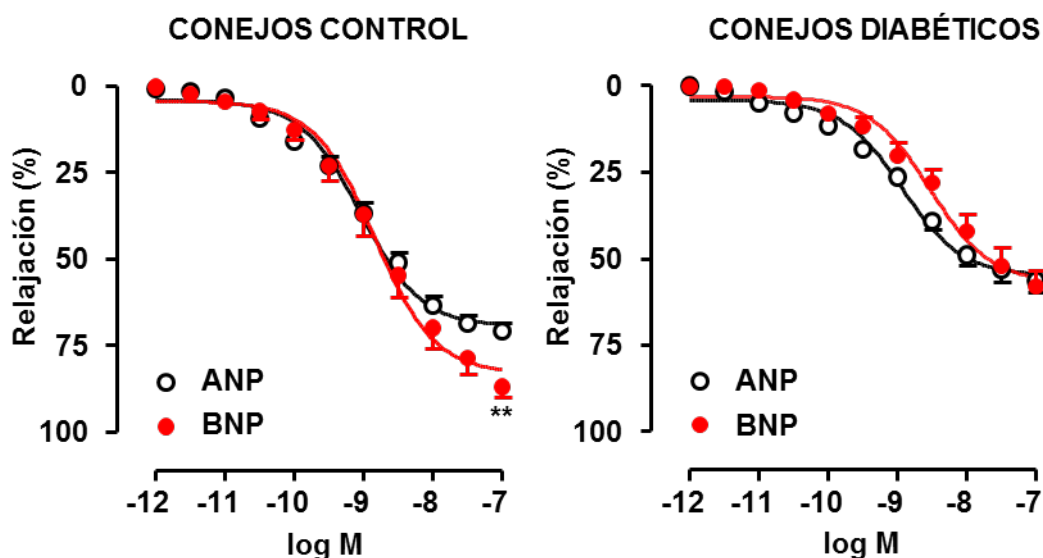 CONEJOS CONTROL
Relajación (%)
0
25
50
75
100
ANP
BNP
**
-12 -11 -10 -9 -8 -7
log M
CONEJOS DIABÉTICOS
Relajación (%)
0
25
50
75
100
ANP
BNP
-12 -11 -10 -9 -8 -7
log M